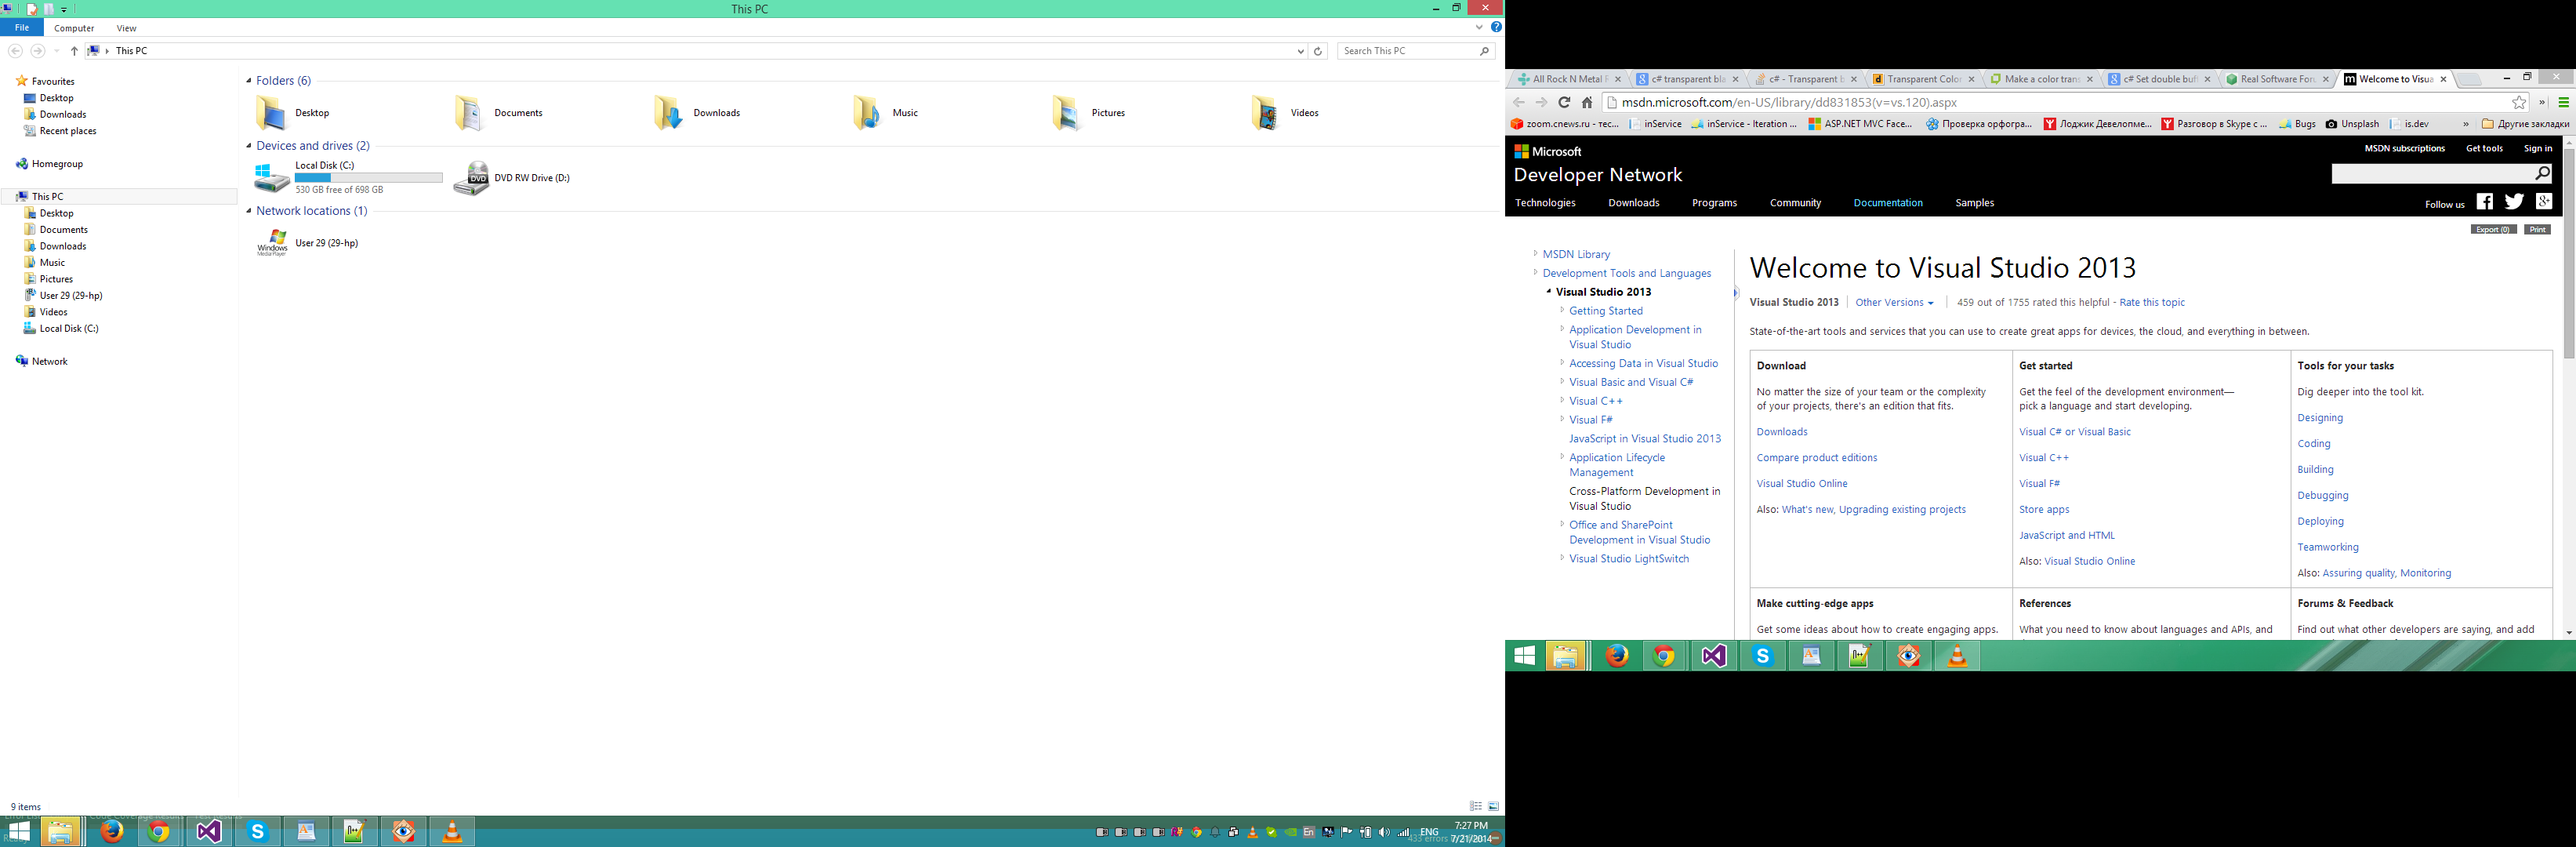 This PC
File Computer View
This PC
Search This PC
Favourites
Desktop
Downloads
Recent places
Homegroup
This PC
Desktop
Documents
Downloads
Music
Pictures
User 29 (29-hp)
Videos
Local Disk (C:)
Network
Folders (6)
Desktop Documents Downloads Music Pictures Videos
Devices and drives (2)
Local Disk (C:)
530 GB free of 698 GB
DVD RW Drive (D:)
Network locations (1)
User 29 (29-hp)
9 items
En
ENG
7:27 PM
7/21/2014
All Rock N Metal c# transparent bla c# - Transparent b Transparent Color Make a color trans c# Set double buff Real Software Foru Welcome to Visua
msdn.microsoft.com/en-US/library/dd831853(v=vs.120).aspx
zoom.cnews.ru - тес... inService inService - Iteration ... ASP.NET MVC Face... Проверка орфогра... Лоджик Девелопме... Разговор в Skype с ... Bugs Unsplash is.dev » Другие закладки
Microsoft
Developer Network
MSDN subscriptions Get tools Sign in
Technologies Downloads Programs Community Documentation Samples
Follow us
Export (0) Print
MSDN Library
Development Tools and Languages
Visual Studio 2013
Getting Started
Application Development in
Visual Studio
Accessing Data in Visual Studio
Visual Basic and Visual C#
Visual C++
Visual F#
JavaScript in Visual Studio 2013
Application Lifecycle
Management
Cross-Platform Development in
Visual Studio
Office and SharePoint
Development in Visual Studio
Visual Studio LightSwitch
Welcome to Visual Studio 2013
Visual Studio 2013 Other Versions 459 out of 1755 rated this helpful - Rate this topic
State-of-the-art tools and services that you can use to create great apps for devices, the cloud, and everything in between.
Download
No matter the size of your team or the complexity
of your projects, there's an edition that fits.
Downloads
Compare product editions
Visual Studio Online
Also: What's new, Upgrading existing projects
Get started
Get the feel of the development environment—
pick a language and start developing.
Visual C# or Visual Basic
Visual C++
Visual F#
Store apps
JavaScript and HTML
Also: Visual Studio Online
Tools for your tasks
Dig deeper into the tool kit.
Designing
Coding
Building
Debugging
Deploying
Teamworking
Also: Assuring quality, Monitoring
Make cutting-edge apps
Get some ideas about how to create engaging apps.
References
What you need to know about languages and APIs, and
Forums & Feedback
Find out what other developers are saying, and add